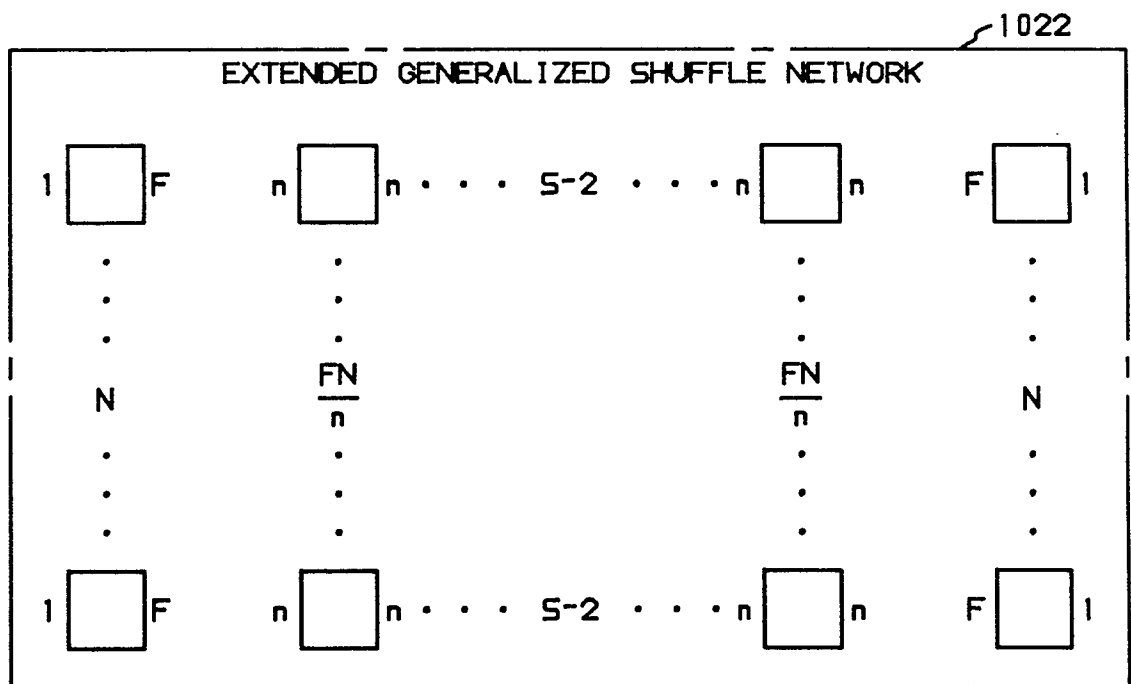 1022
EXTENDED GENERALIZED SHUFFLE NETWORK
1 F n n · · · S-2 · · · n n F 1
N FN/n FN/n N
1 F n n · · · S-2 · · · n n F 1